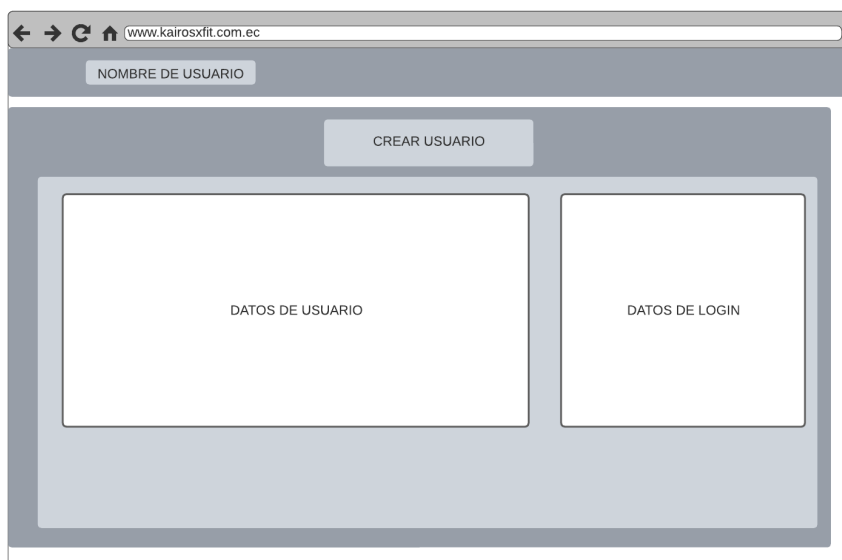 www.kairosxfit.com.ec
NOMBRE DE USUARIO
CREAR USUARIO
DATOS DE USUARIO
DATOS DE LOGIN